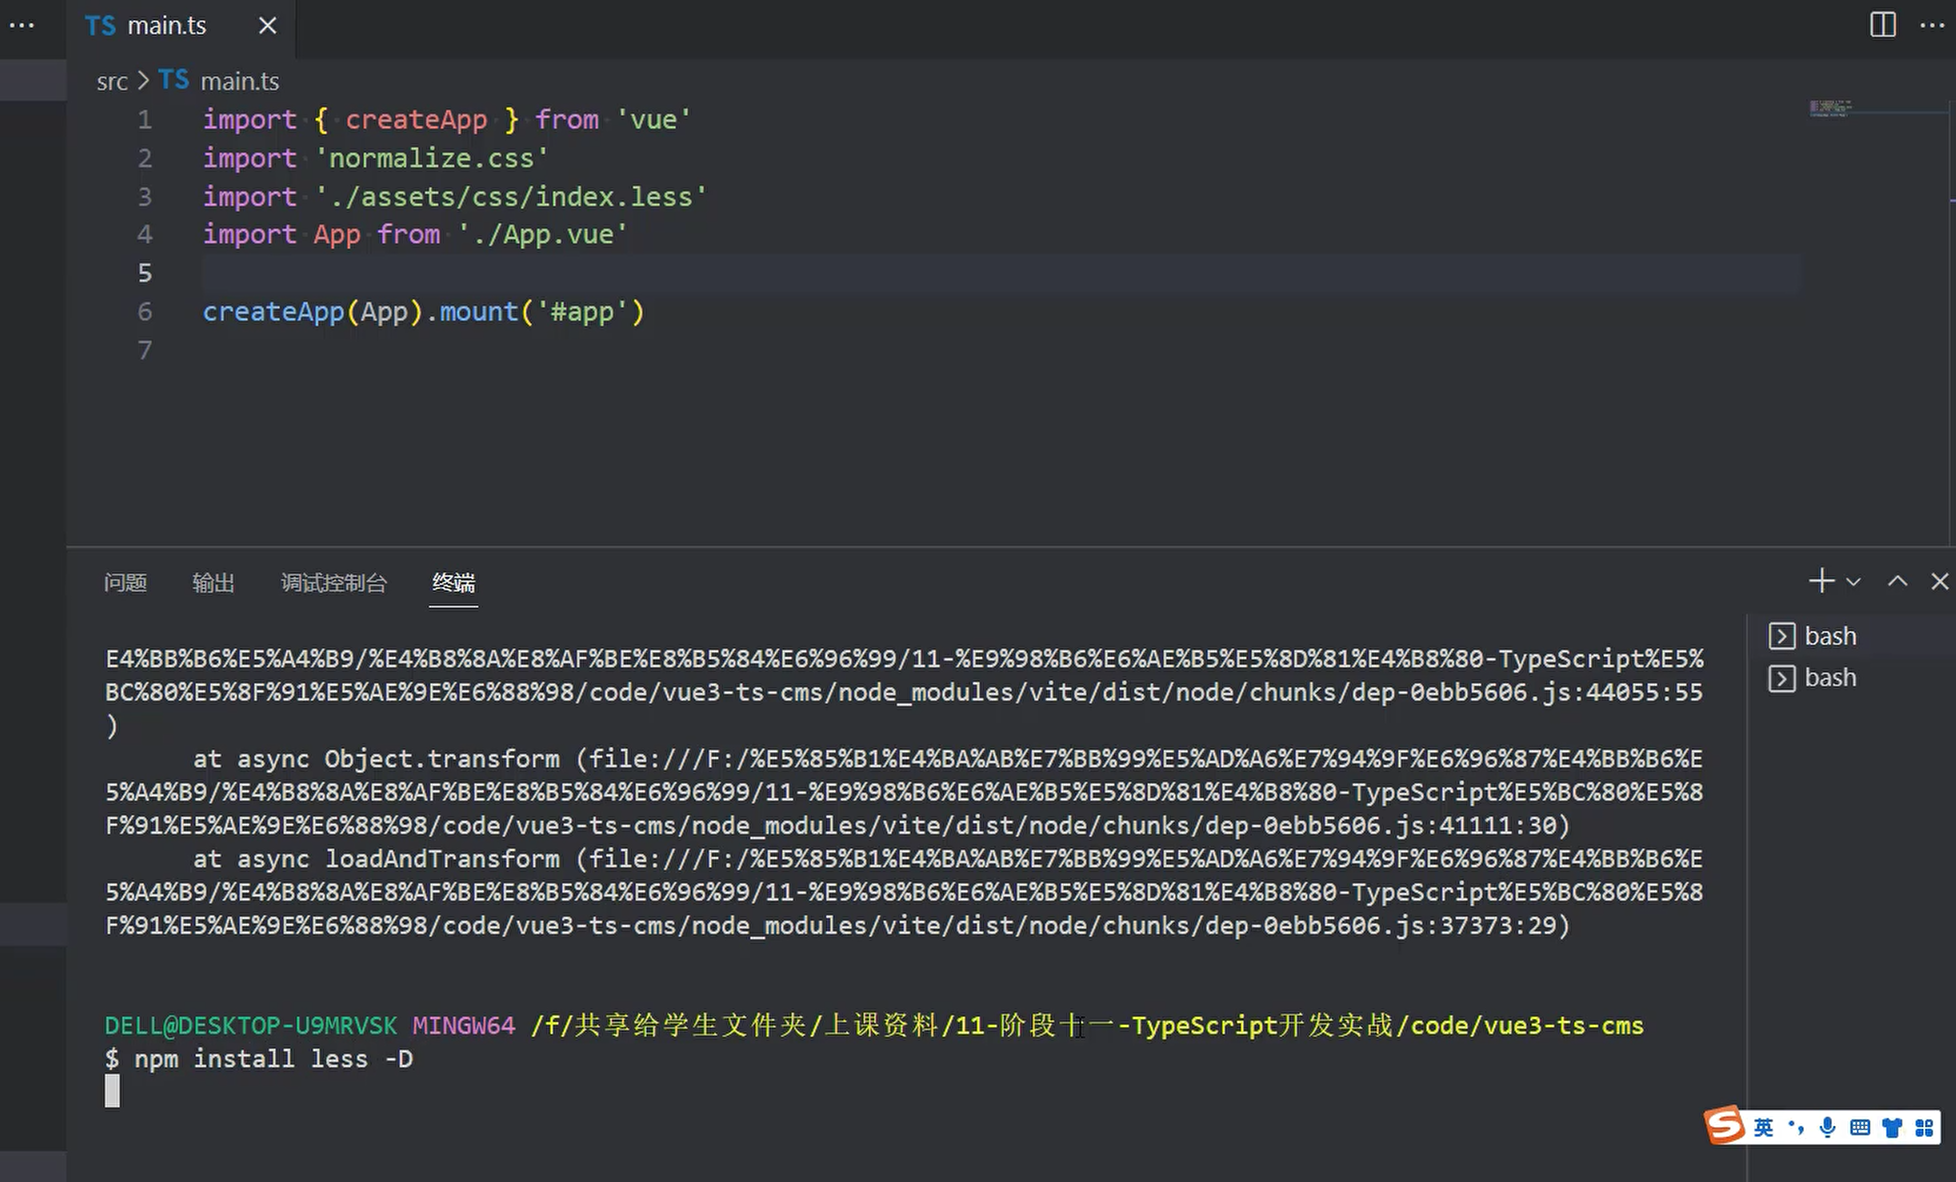 ··· TS main.ts ×
src > TS main.ts
1 import { createApp } from 'vue'
2 import 'normalize.css'
3 import './assets/css/index.less'
4 import App from './App.vue'
5
6 createApp(App).mount('#app')
7
问题 输出 调试控制台 终端
E4%BB%B6%E5%A4%B9/%E4%B8%8A%E8%AF%BE%E8%B5%84%E6%96%99/11-%E9%98%B6%E6%AE%B5%E5%8D%81%E4%B8%80-TypeScript%E5%
BC%80%E5%8F%91%E5%AE%9E%E6%88%98/code/vue3-ts-cms/node_modules/vite/dist/node/chunks/dep-0ebb5606.js:44055:55
)
at async Object.transform (file:///F:/%E5%85%B1%E4%BA%AB%E7%BB%99%E5%AD%A6%E7%94%9F%E6%96%87%E4%BB%B6%E
5%A4%B9/%E4%B8%8A%E8%AF%BE%E8%B5%84%E6%96%99/11-%E9%98%B6%E6%AE%B5%E5%8D%81%E4%B8%80-TypeScript%E5%BC%80%E5%8
F%91%E5%AE%9E%E6%88%98/code/vue3-ts-cms/node_modules/vite/dist/node/chunks/dep-0ebb5606.js:41111:30)
at async loadAndTransform (file:///F:/%E5%85%B1%E4%BA%AB%E7%BB%99%E5%AD%A6%E7%94%9F%E6%96%87%E4%BB%B6%E
5%A4%B9/%E4%B8%8A%E8%AF%BE%E8%B5%84%E6%96%99/11-%E9%98%B6%E6%AE%B5%E5%8D%81%E4%B8%80-TypeScript%E5%BC%80%E5%8
F%91%E5%AE%9E%E6%88%98/code/vue3-ts-cms/node_modules/vite/dist/node/chunks/dep-0ebb5606.js:37373:29)
DELL@DESKTOP-U9MRVSK MINGW64 /f/共享给学生文件夹/上课资料/11-阶段十一-TypeScript开发实战/code/vue3-ts-cms
$ npm install less -D
bash
bash
英